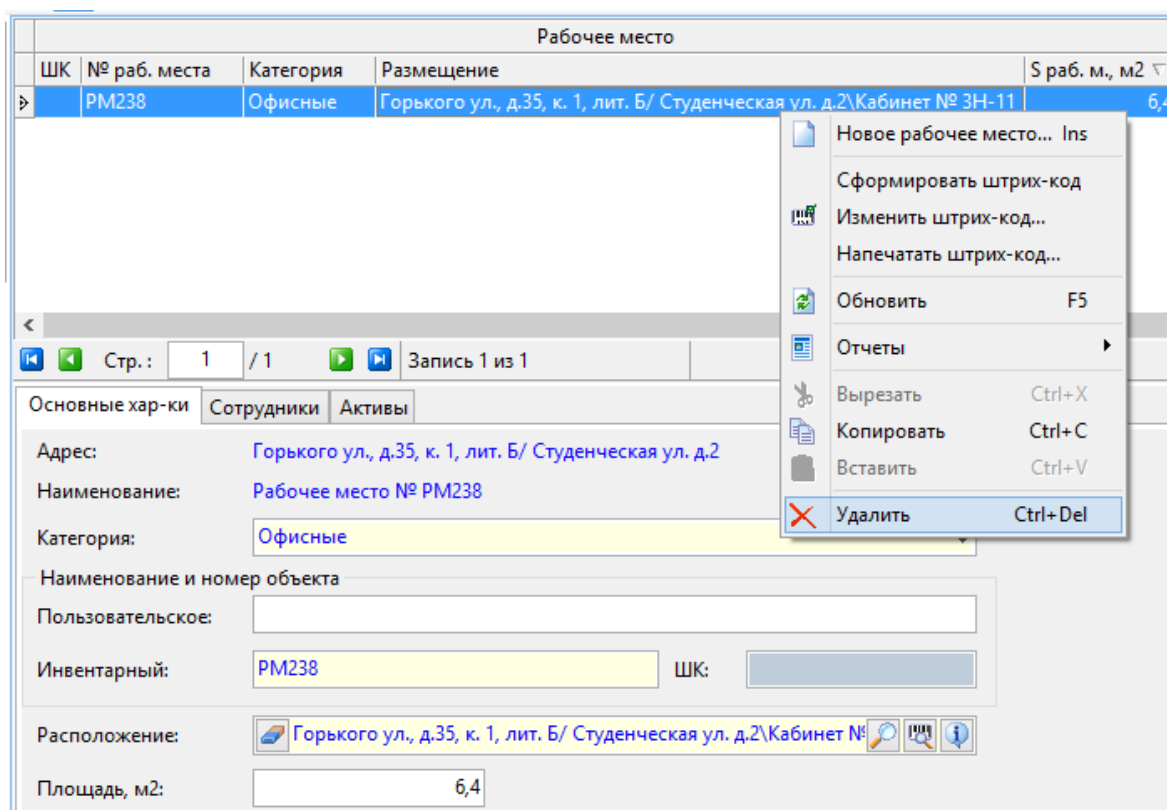 Рабочее место
ШК № раб. места Категория Размещение S раб. м., м2
РМ238 Офисные Горького ул., д.35, к. 1, лит. Б/ Студенческая ул. д.2\Кабинет № 3Н-11 6,4
Новое рабочее место... Ins
Сформировать штрих-код
Изменить штрих-код...
Напечатать штрих-код...
Обновить F5
Отчеты
Вырезать Ctrl+X
Копировать Ctrl+C
Вставить Ctrl+V
Удалить Ctrl+Del
Стр. : 1 / 1 Запись 1 из 1
Основные хар-ки Сотрудники Активы
Адрес: Горького ул., д.35, к. 1, лит. Б/ Студенческая ул. д.2
Наименование: Рабочее место № РМ238
Категория: Офисные
Наименование и номер объекта
Пользовательское:
Инвентарный: РМ238 ШК:
Расположение: Горького ул., д.35, к. 1, лит. Б/ Студенческая ул. д.2\Кабинет №
Площадь, м2: 6,4